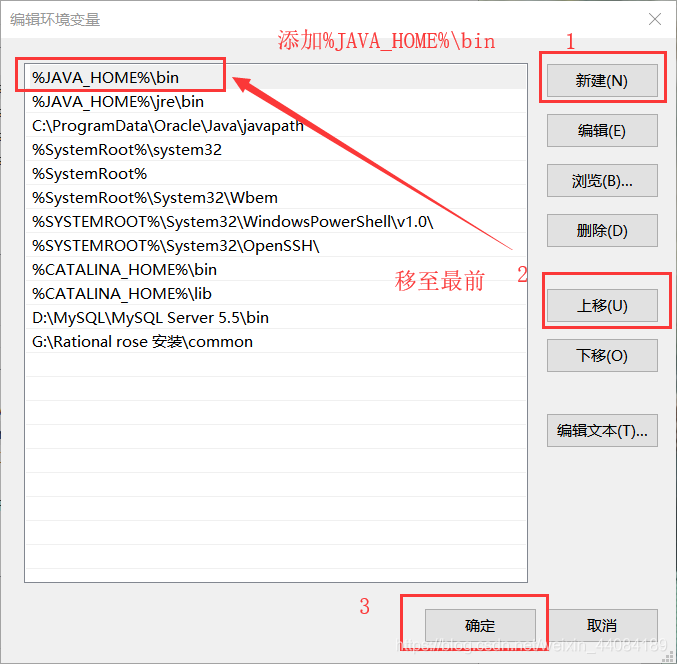 编辑环境变量
添加%JAVA_HOME%\bin
1
%JAVA_HOME%\bin
新建(N)
%JAVA_HOME%\jre\bin
C:\ProgramData\Oracle\Java\javapath
编辑(E)
%SystemRoot%\system32
%SystemRoot%
浏览(B)...
%SystemRoot%\System32\Wbem
%SYSTEMROOT%\System32\WindowsPowerShell\v1.0\
删除(D)
%SYSTEMROOT%\System32\OpenSSH\
%CATALINA_HOME%\bin
移至最前
2
%CATALINA_HOME%\lib
上移(U)
D:\MySQL\MySQL Server 5.5\bin
G:\Rational rose 安装\common
下移(O)
编辑文本(T)...
3
确定
取消
https://blog.csdn.net/weixin_44084189